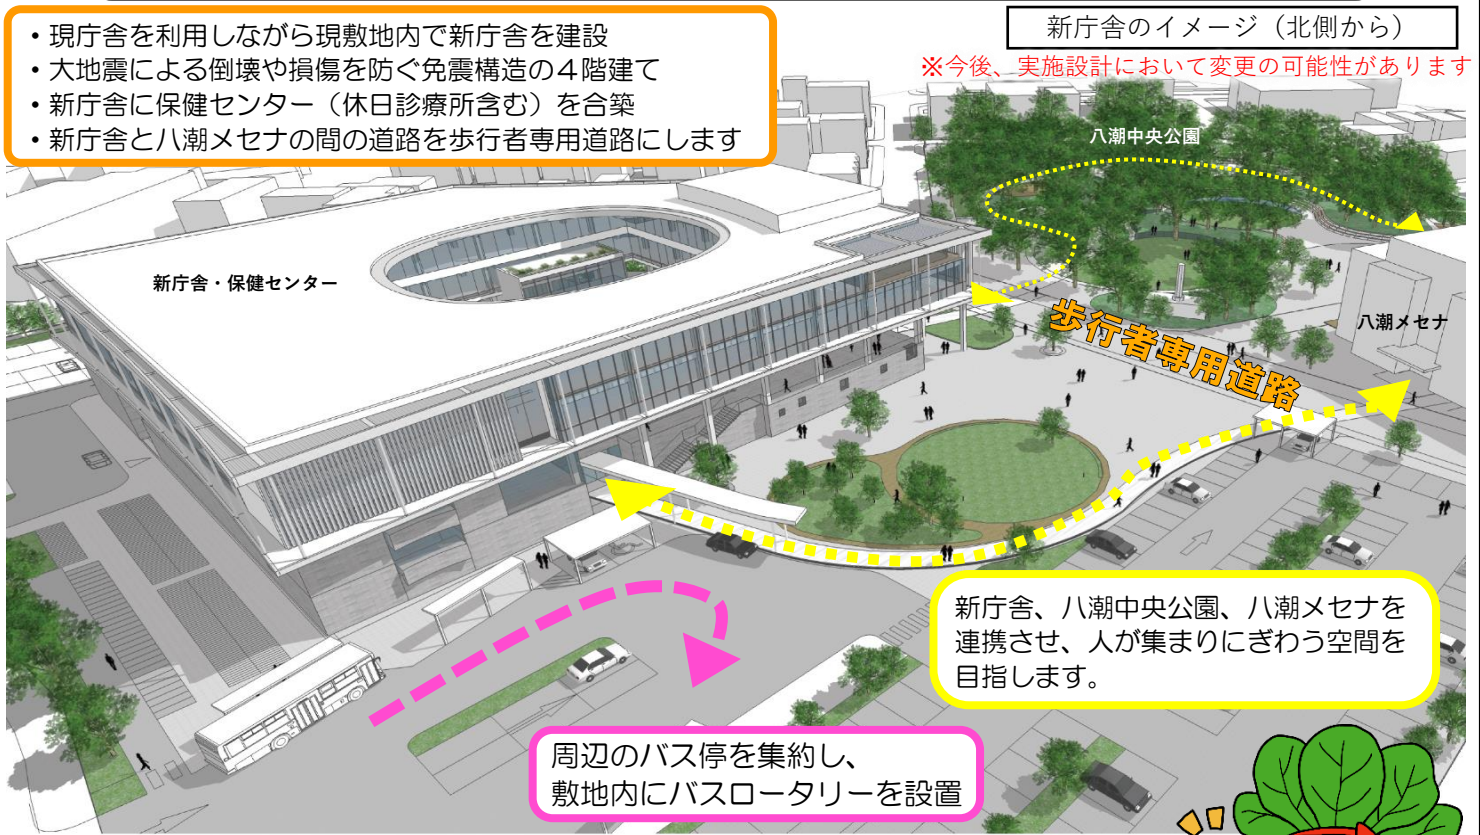 ・現庁舎を利用しながら現敷地内で新庁舎を建設
・大地震による倒壊や損傷を防ぐ免震構造の４階建て
・新庁舎に保健センター（休日診療所含む）を合築
・新庁舎と八潮メセナの間の道路を歩行者専用道路にします
新庁舎のイメージ（北側から）
※今後、実施設計において変更の可能性があります
八潮中央公園
新庁舎・保健センター
八潮メセナ
歩行者専用道路
新庁舎、八潮中央公園、八潮メセナを
連携させ、人が集まりにぎわう空間を
目指します。
周辺のバス停を集約し、
敷地内にバスロータリーを設置